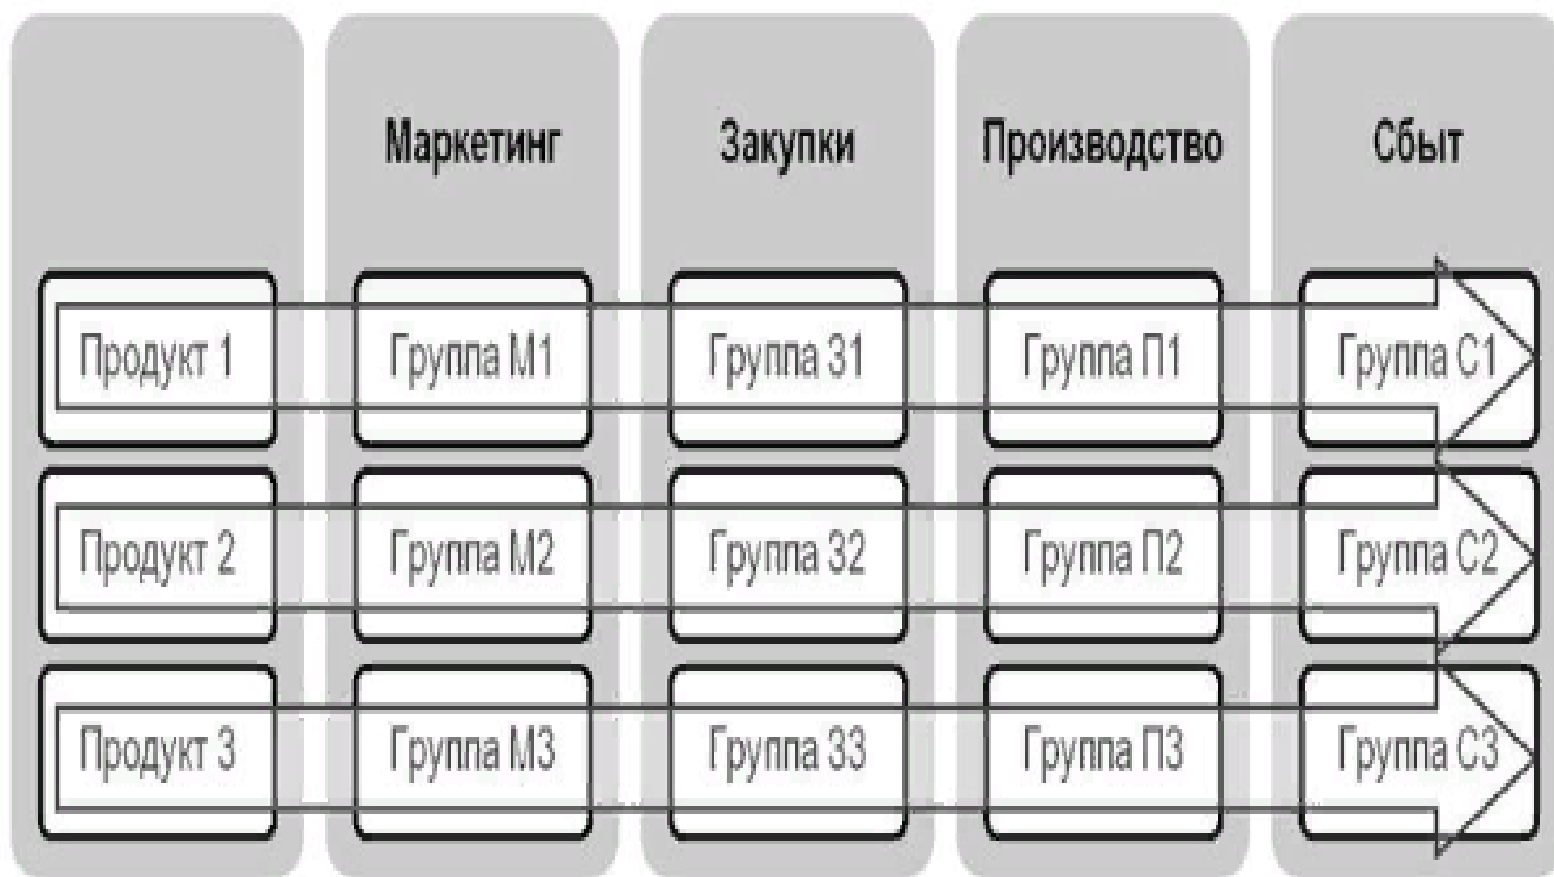 Маркетинг Закупки Производство Сбыт
Продукт 1 Группа М1 Группа З1 Группа П1 Группа С1
Продукт 2 Группа М2 Группа З2 Группа П2 Группа С2
Продукт 3 Группа М3 Группа З3 Группа П3 Группа С3